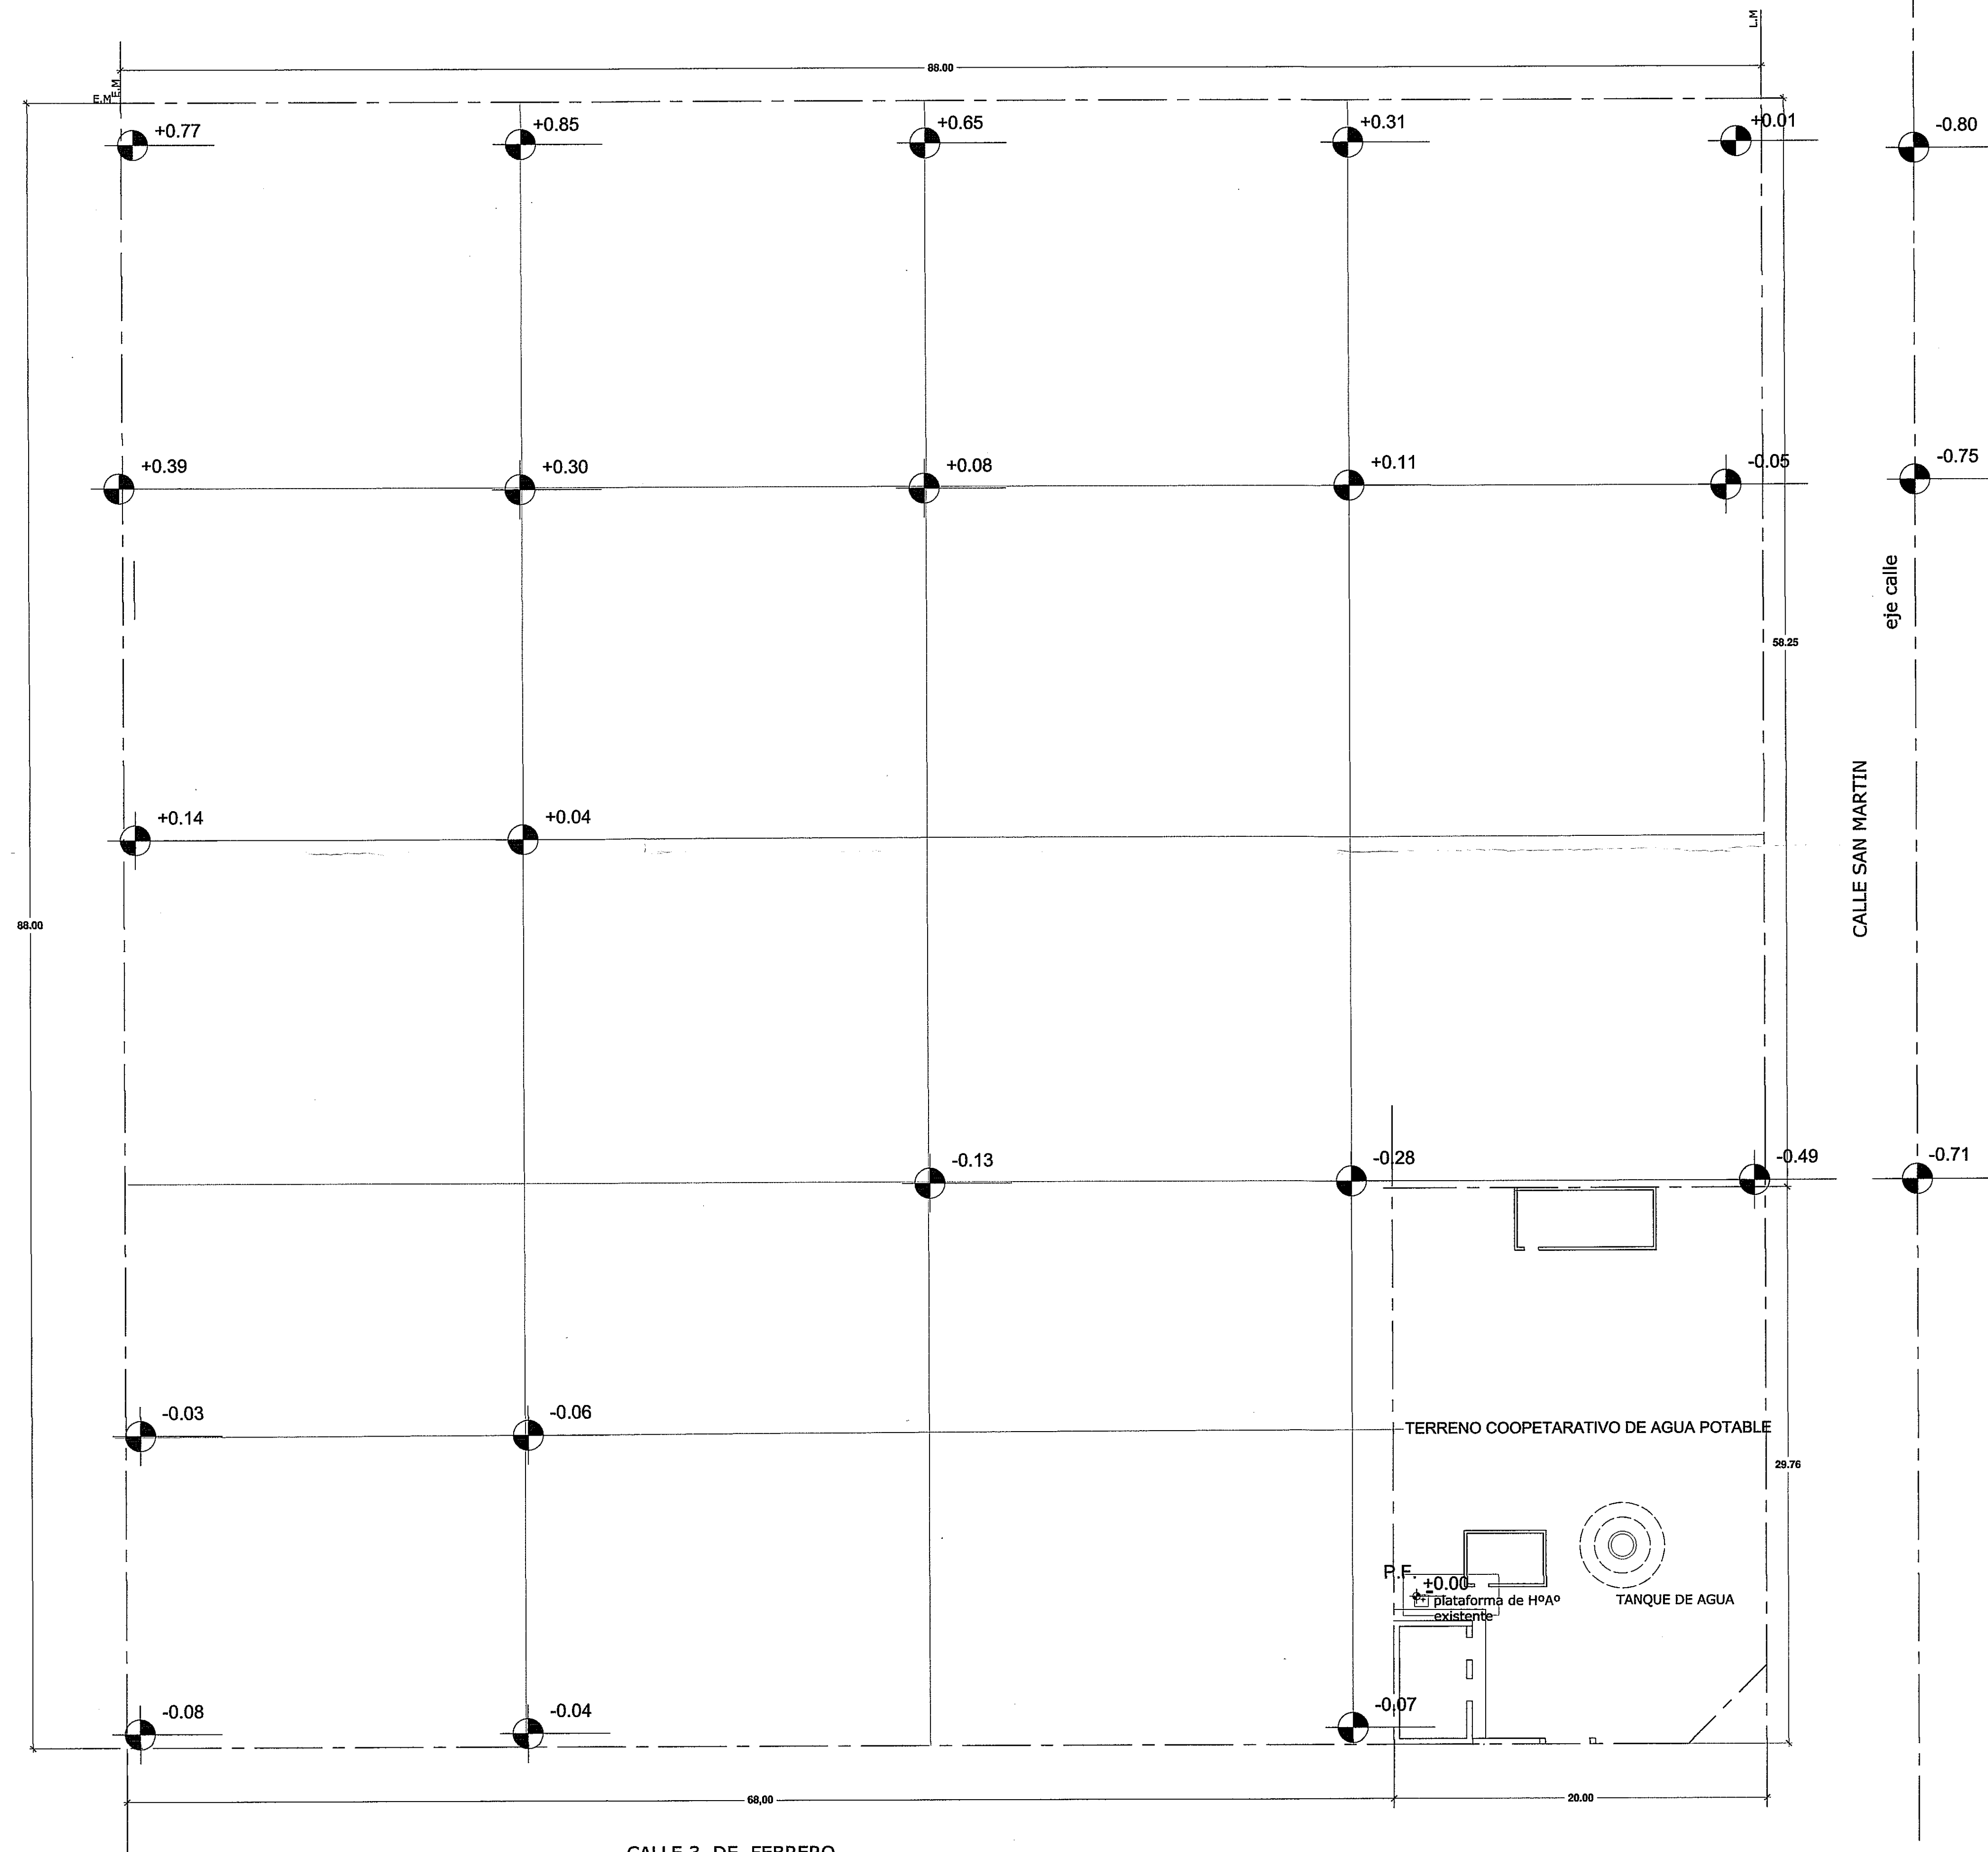 L.M
88.00
E.M
E.M
+0.77
+0.85
+0.65
+0.31
+0.01
-0.80
+0.39
+0.30
+0.08
+0.11
-0.05
-0.75
eje calle
58.25
CALLE SAN MARTIN
+0.14
+0.04
88.00
-0.13
-0.28
-0.49
-0.71
-0.03
-0.06
TERRENO COOPETARATIVO DE AGUA POTABLE
29.76
P.F.
+0.00
plataforma de HºAº
existente
TANQUE DE AGUA
-0.08
-0.04
-0.07
68,00
20.00
CALLE 3 DE FEBRERO